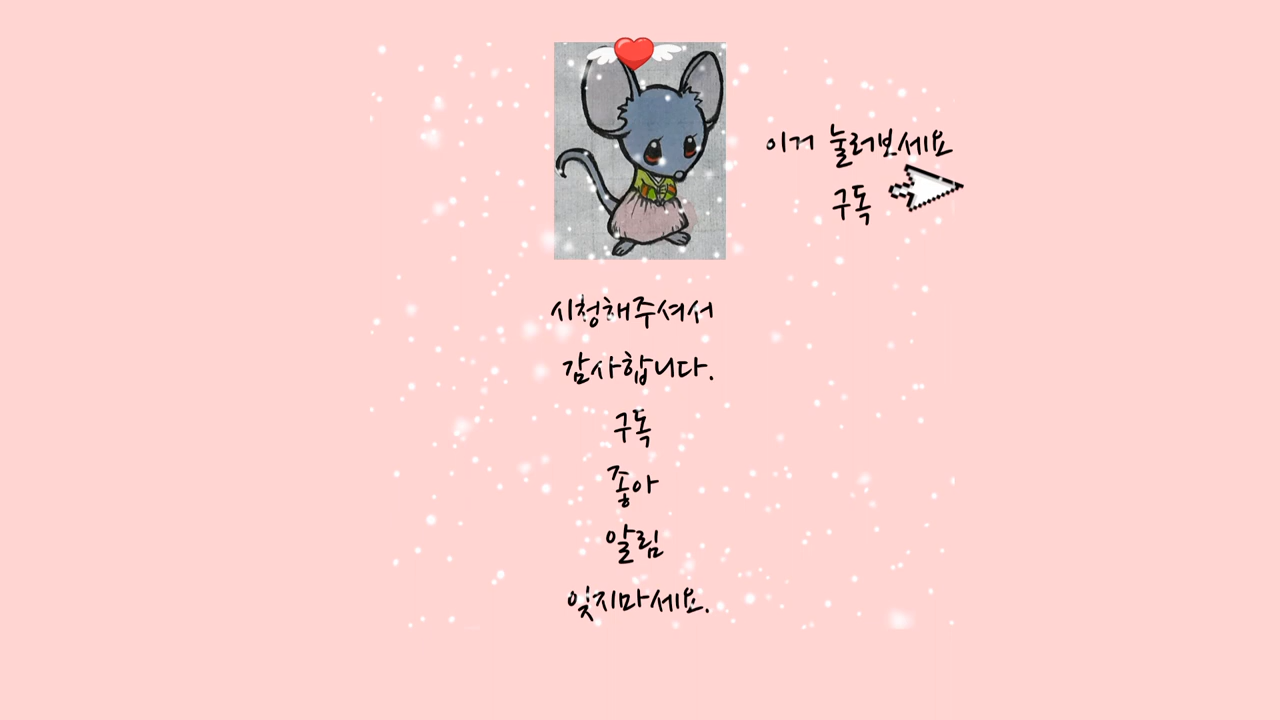 이거 눌러보세요
구독
시청해주셔서
감사합니다.
구독
좋아
알림
잊지마세요.